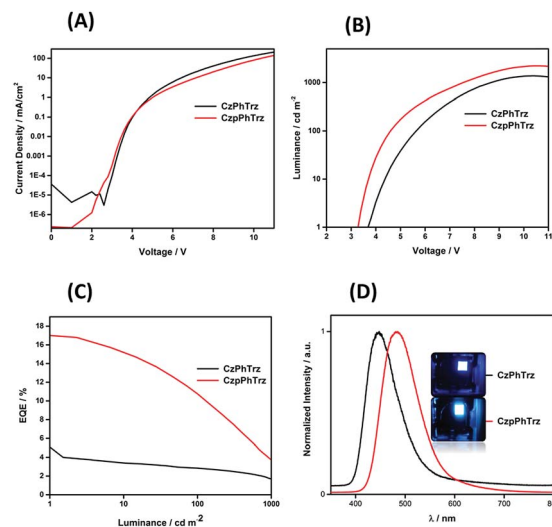 (A)
Current Density / mA/cm²
100
10
1
0.1
0.01
0.001
1E-4
1E-5
1E-6
0 2 4 6 8 10
Voltage / V
CzPhTrz
CzpPhTrz
(B)
Luminance / cd m⁻²
1000
100
10
1
2 3 4 5 6 7 8 9 10 11
Voltage / V
CzPhTrz
CzpPhTrz
(C)
EQE / %
18
16
14
12
10
8
6
4
2
0
1 10 100 1000
Luminance / cd m⁻²
CzPhTrz
CzpPhTrz
(D)
Normalized Intensity / a.u.
1
0
400 500 600 700 800
λ / nm
CzPhTrz
CzpPhTrz